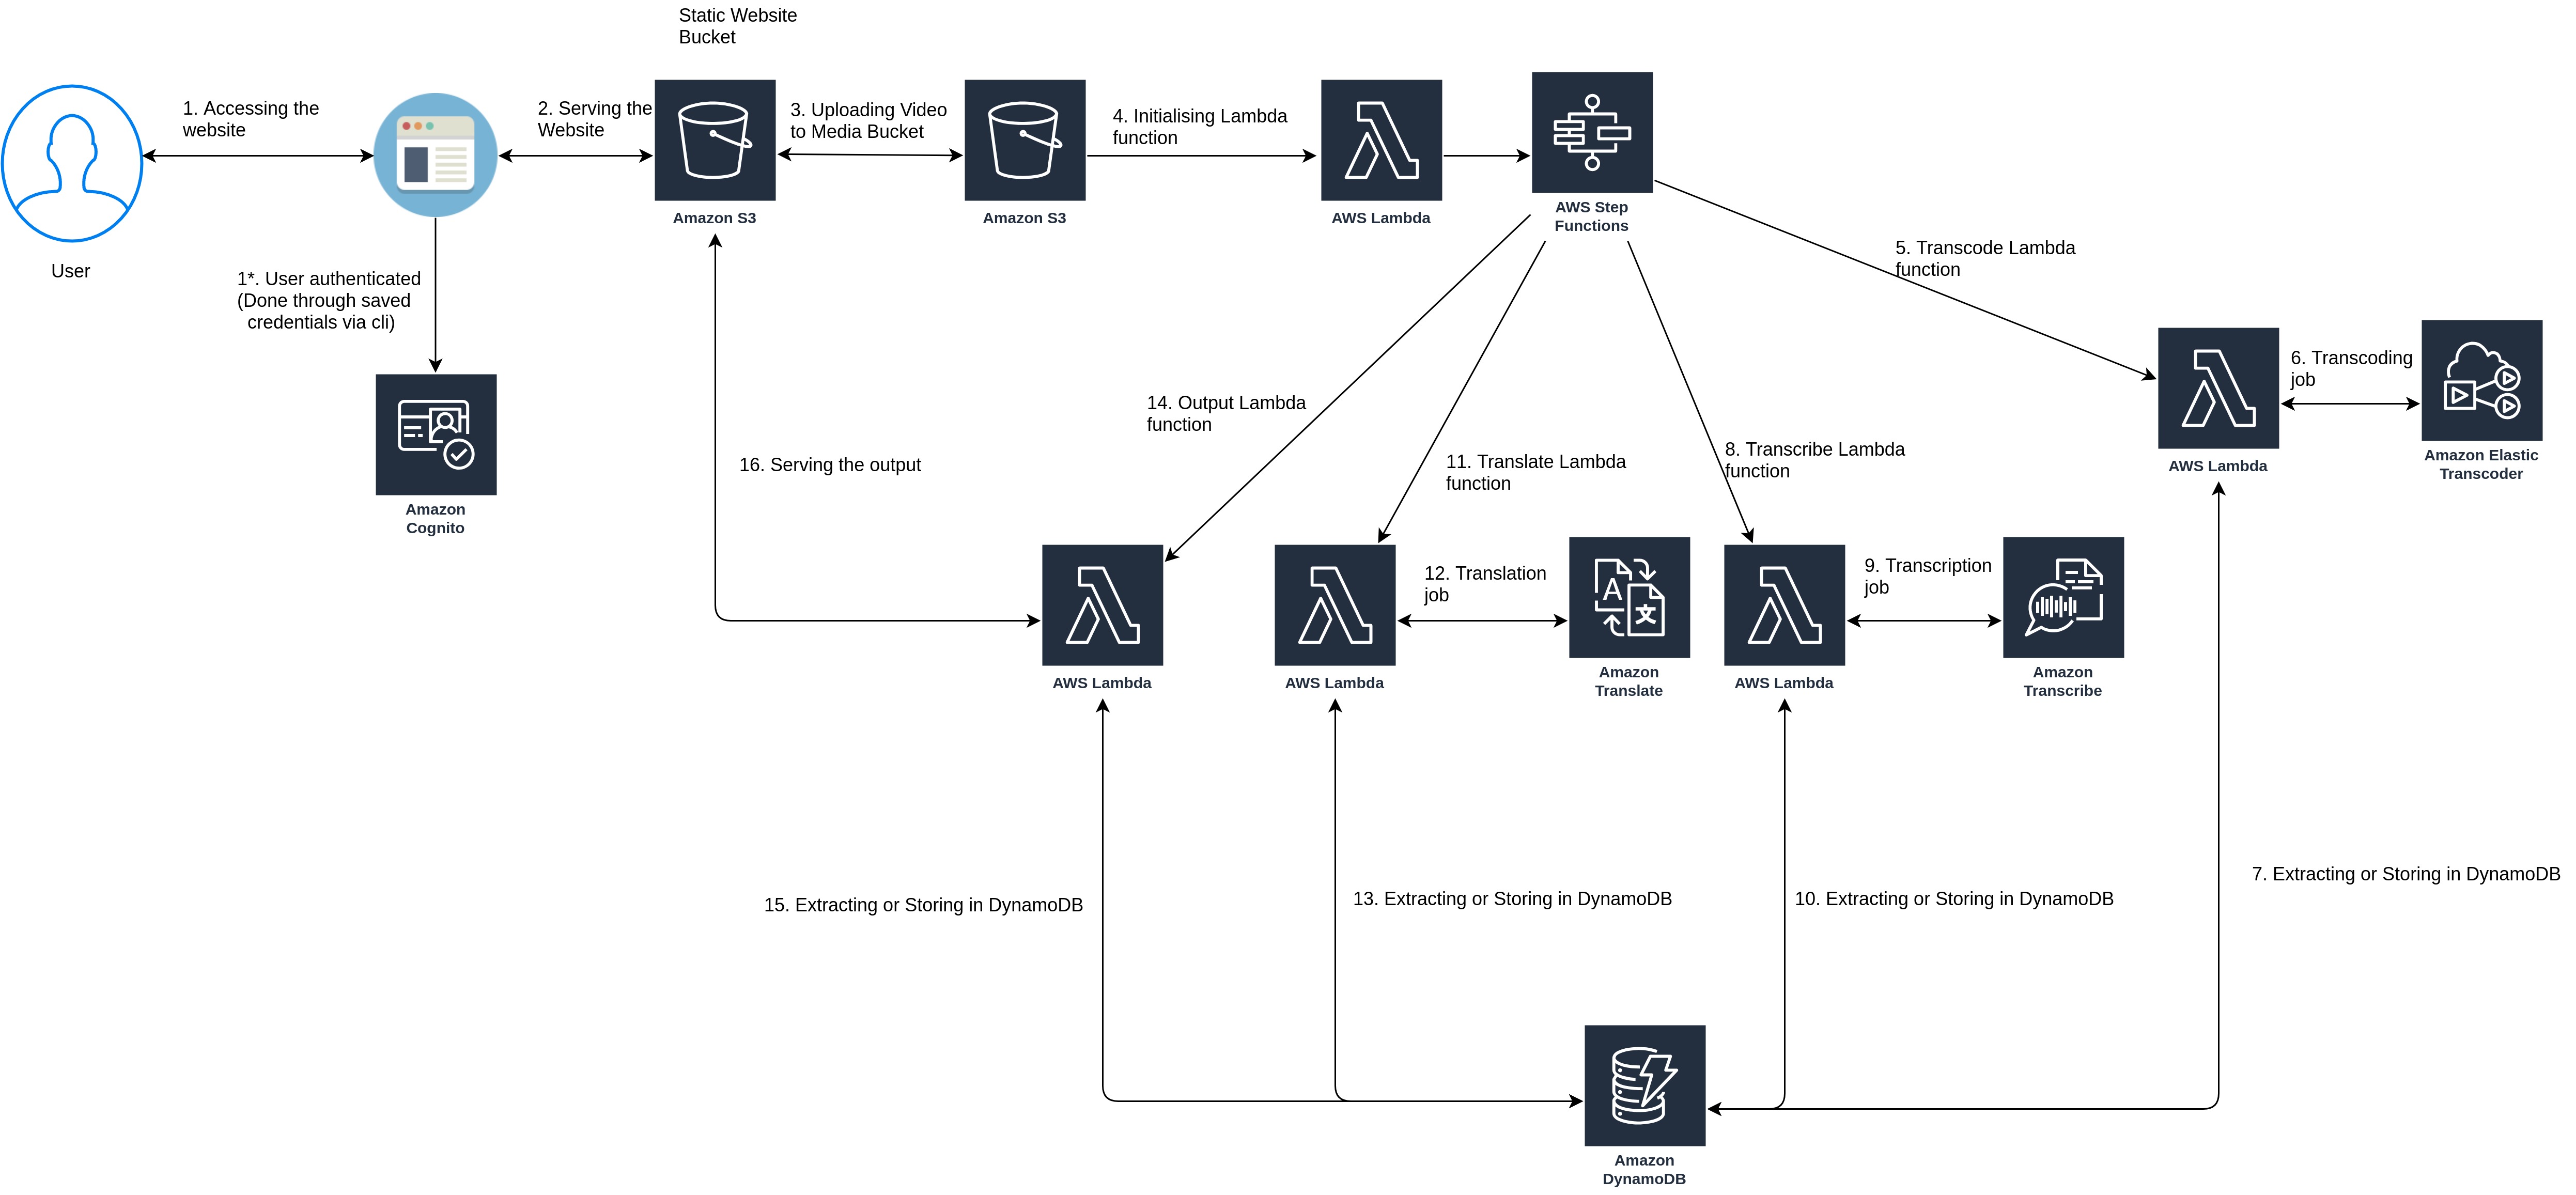 Static Website
Bucket
1. Accessing the
website
2. Serving the
Website
3. Uploading Video
to Media Bucket
4. Initialising Lambda
function
Amazon S3
Amazon S3
AWS Lambda
AWS Step
Functions
User
1*. User authenticated
(Done through saved
credentials via cli)
5. Transcode Lambda
function
6. Transcoding
job
14. Output Lambda
function
16. Serving the output
11. Translate Lambda
function
8. Transcribe Lambda
function
AWS Lambda
Amazon Elastic
Transcoder
Amazon
Cognito
12. Translation
job
9. Transcription
job
AWS Lambda
AWS Lambda
Amazon
Translate
AWS Lambda
Amazon
Transcribe
15. Extracting or Storing in DynamoDB
13. Extracting or Storing in DynamoDB
10. Extracting or Storing in DynamoDB
7. Extracting or Storing in DynamoDB
Amazon
DynamoDB